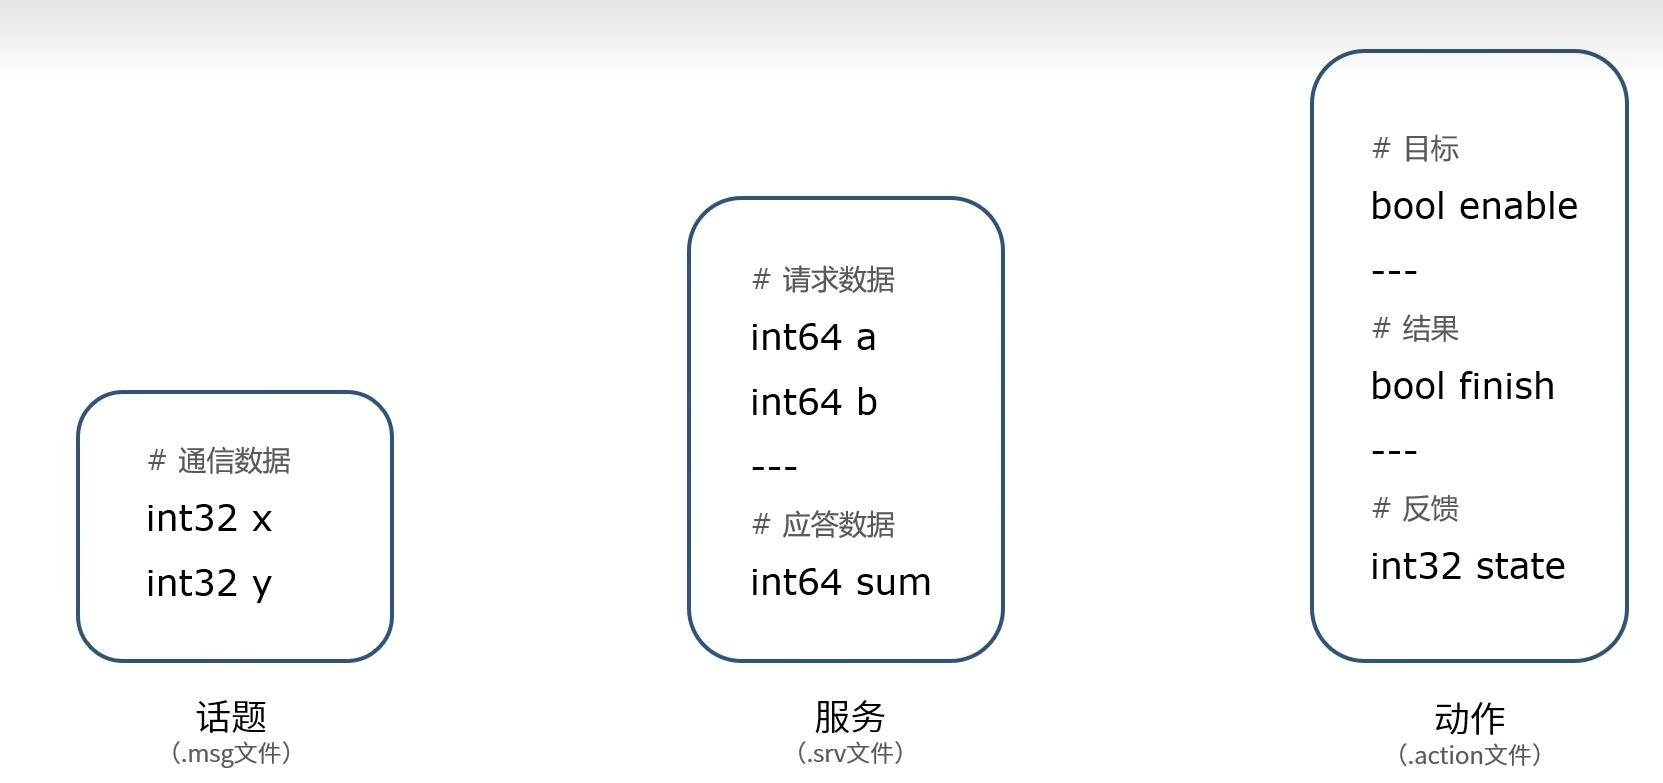 # 通信数据
int32 x
int32 y
话题
（.msg文件）
# 请求数据
int64 a
int64 b
---
# 应答数据
int64 sum
服务
（.srv文件）
# 目标
bool enable
---
# 结果
bool finish
---
# 反馈
int32 state
动作
（.action文件）